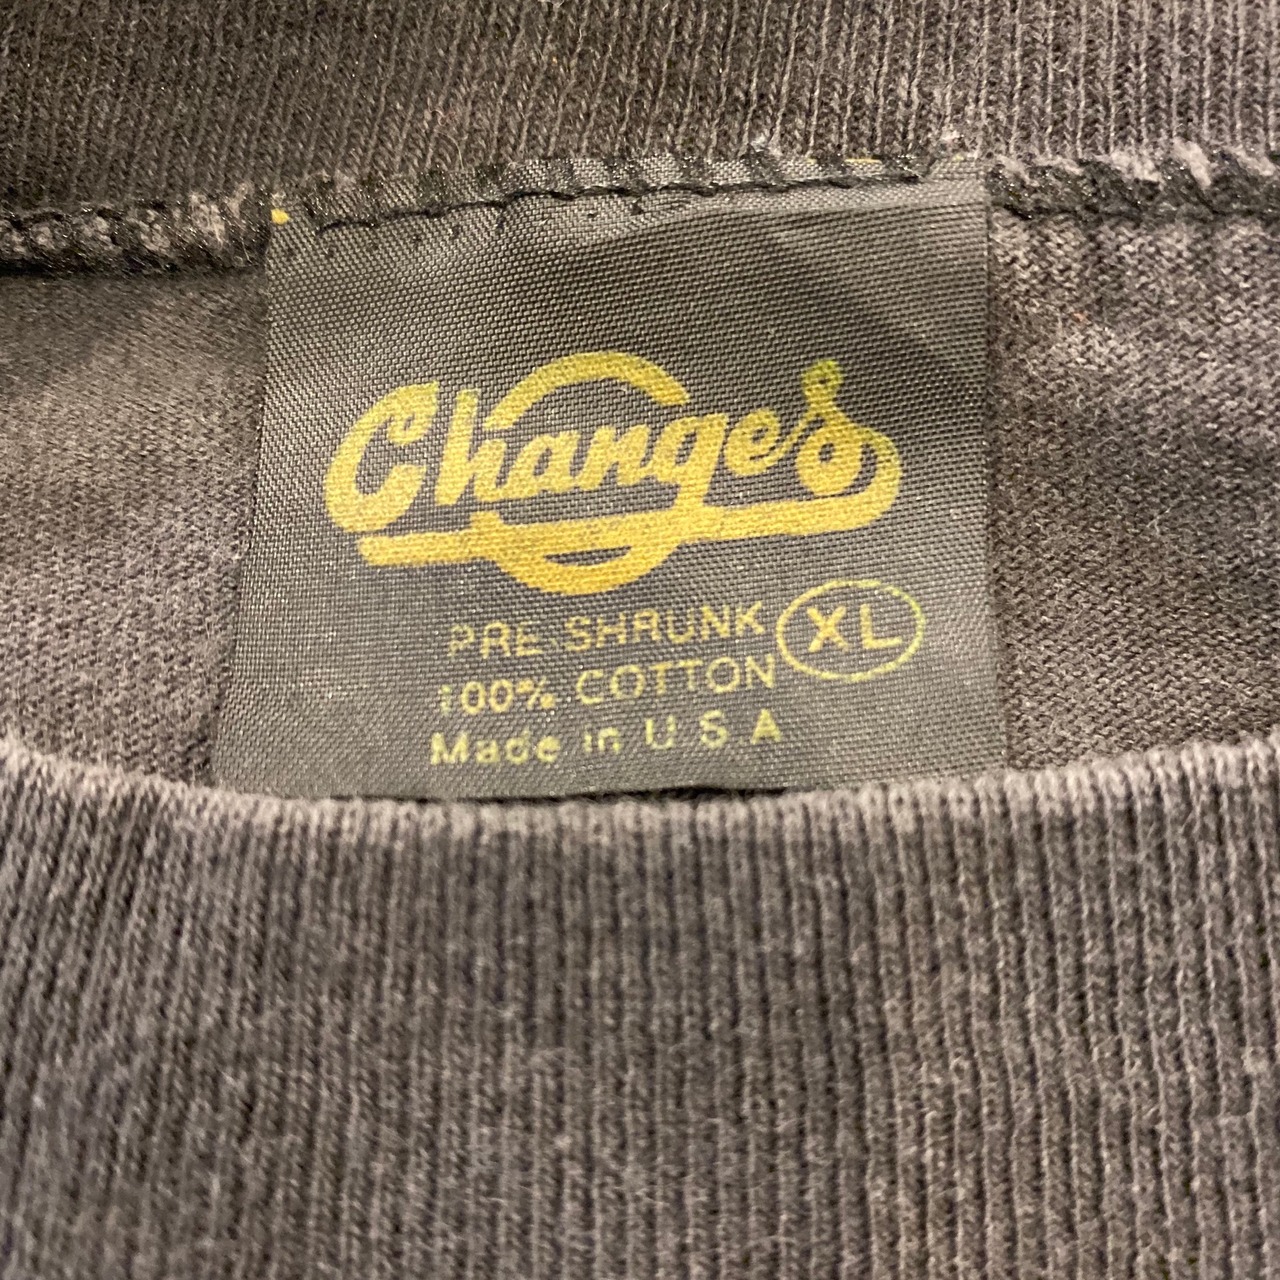 Changes
PRE SHRUNK XL
100% COTTON
Made in U S A